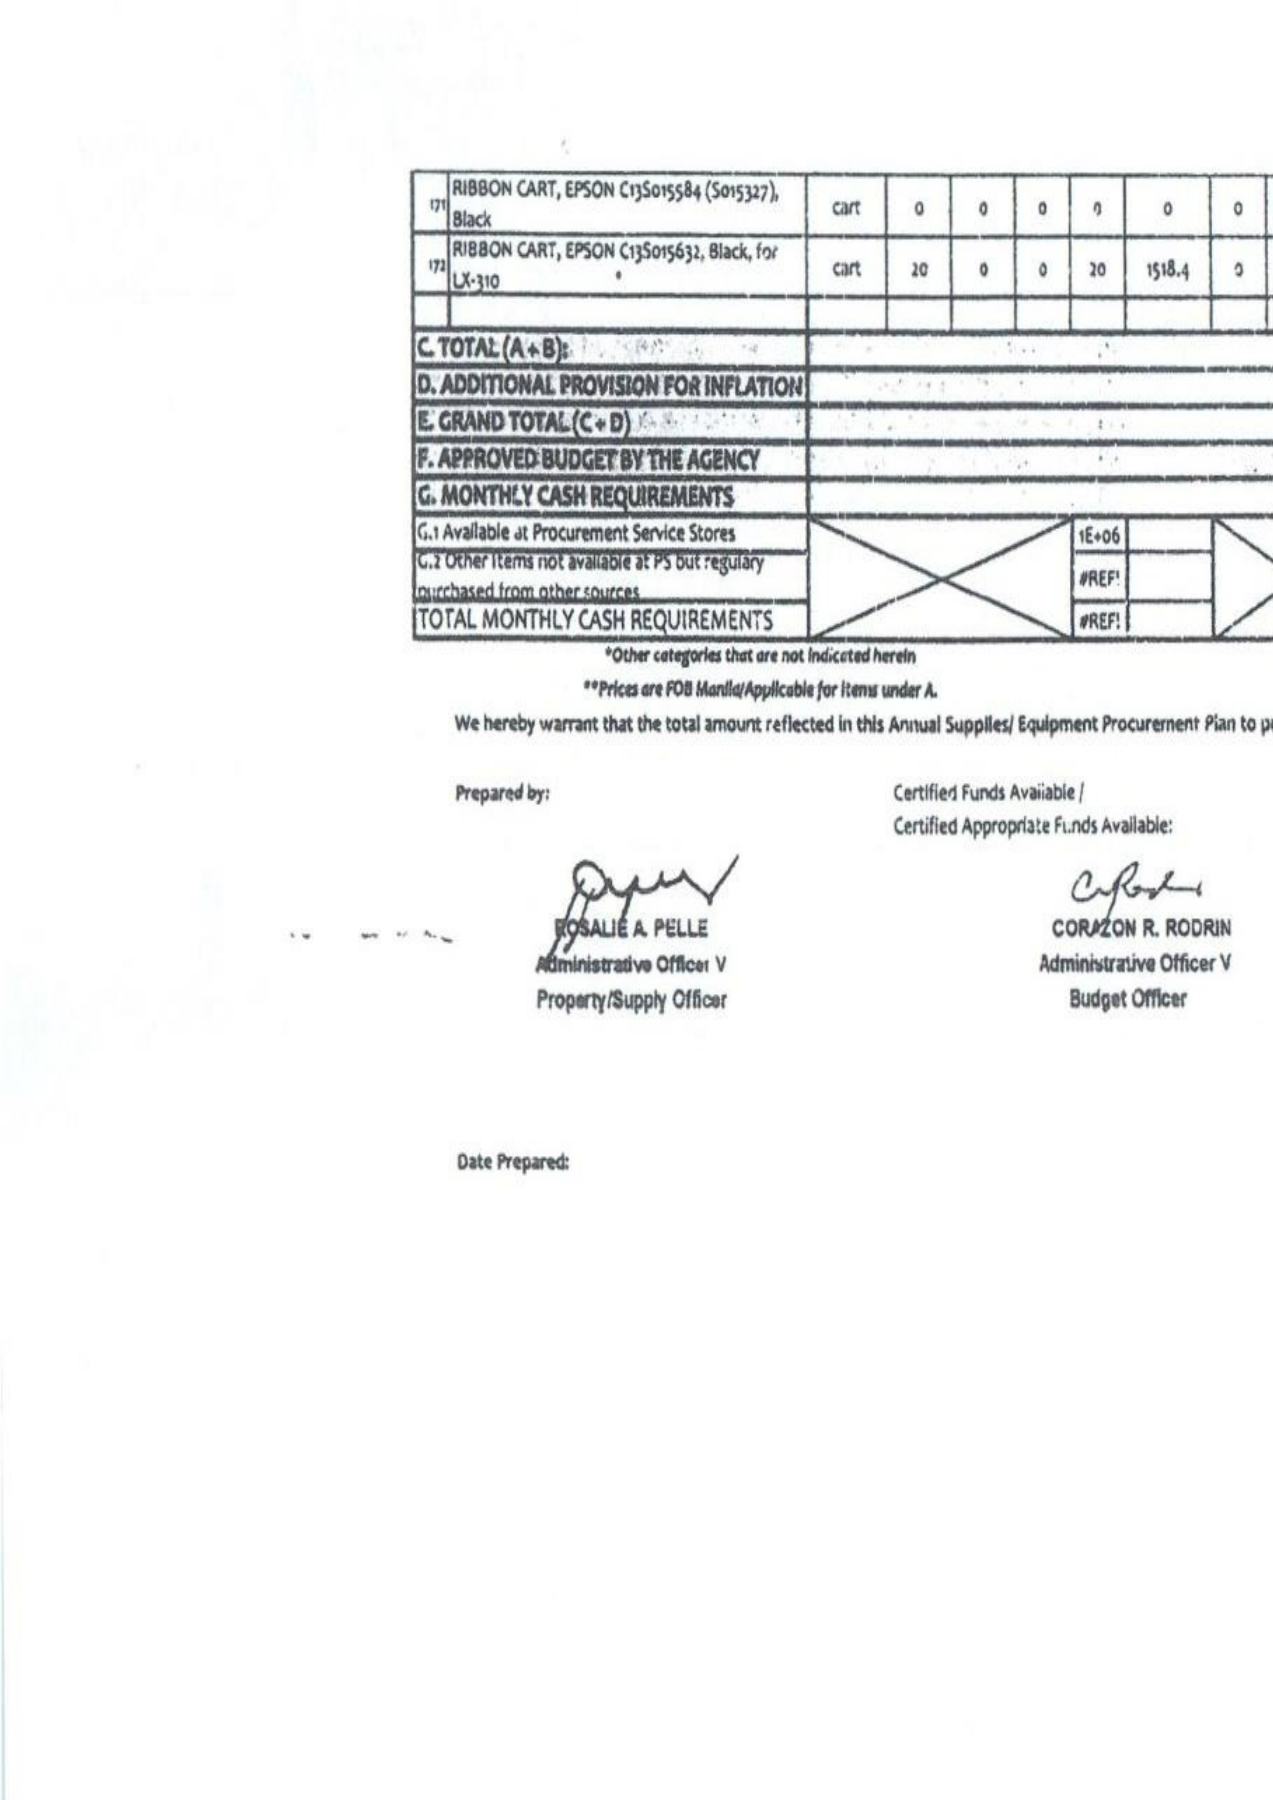 171 RIBBON CART, EPSON C13S015584 (S015327), Black cart 0 0 0 0 0 0
172 RIBBON CART, EPSON C13S015632, Black, for LX-310 cart 20 0 0 20 1518.4 0
C. TOTAL (A + B):
D. ADDITIONAL PROVISION FOR INFLATION
E. GRAND TOTAL (C + D)
F. APPROVED BUDGET BY THE AGENCY
G. MONTHLY CASH REQUIREMENTS
G.1 Available at Procurement Service Stores 1E+06
G.2 Other Items not available at PS but regulary purchased from other sources #REF!
TOTAL MONTHLY CASH REQUIREMENTS #REF!
*Other categories that are not indicated herein
**Prices are FOB Manila/Applicable for items under A.
We hereby warrant that the total amount reflected in this Annual Supplies/ Equipment Procurement Plan to
Prepared by:
Certified Funds Available /
Certified Appropriate Funds Available:
ROSALIE A. PELLE
CORAZON R. RODRIN
Administrative Officer V
Administrative Officer V
Property/Supply Officer
Budget Officer
Date Prepared: